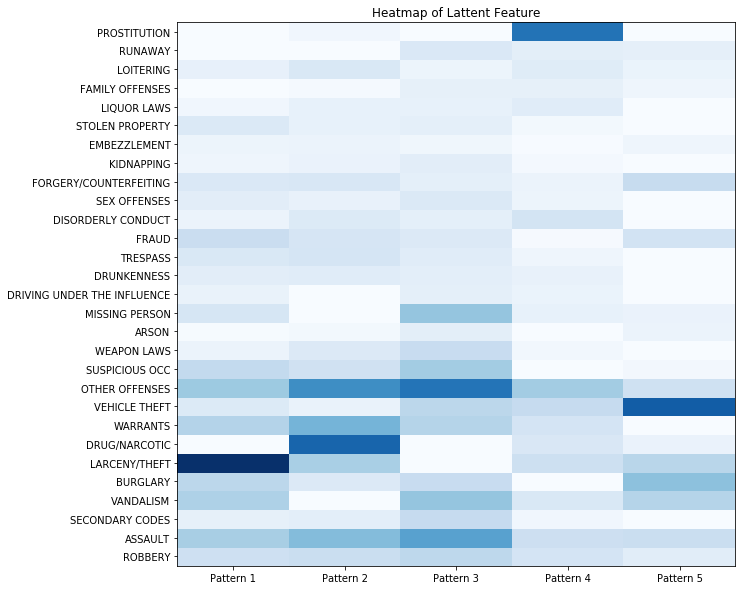 Heatmap of Lattent Feature
PROSTITUTION
RUNAWAY
LOITERING
FAMILY OFFENSES
LIQUOR LAWS
STOLEN PROPERTY
EMBEZZLEMENT
KIDNAPPING
FORGERY/COUNTERFEITING
SEX OFFENSES
DISORDERLY CONDUCT
FRAUD
TRESPASS
DRUNKENNESS
DRIVING UNDER THE INFLUENCE
MISSING PERSON
ARSON
WEAPON LAWS
SUSPICIOUS OCC
OTHER OFFENSES
VEHICLE THEFT
WARRANTS
DRUG/NARCOTIC
LARCENY/THEFT
BURGLARY
VANDALISM
SECONDARY CODES
ASSAULT
ROBBERY
Pattern 1 Pattern 2 Pattern 3 Pattern 4 Pattern 5